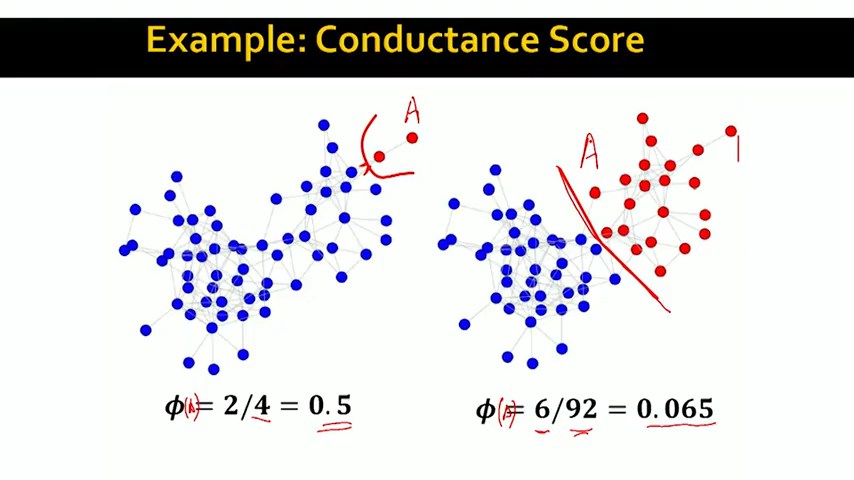 Example: Conductance Score
A
A
ϕ(A) = 2/4 = 0.5
ϕ(A) = 6/92 = 0.065